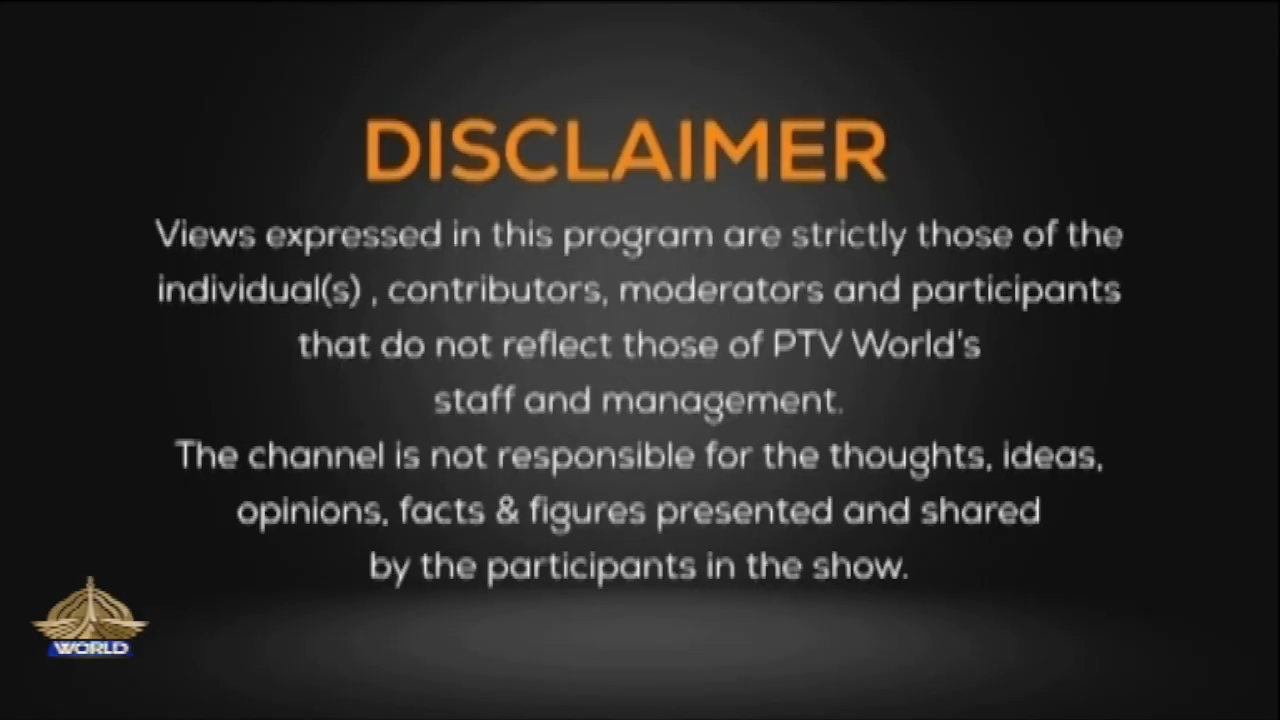 DISCLAIMER
Views expressed in this program are strictly those of the
individual(s) , contributors, moderators and participants
that do not reflect those of PTV World's
staff and management.
The channel is not responsible for the thoughts, ideas,
opinions, facts & figures presented and shared
by the participants in the show.
WORLD